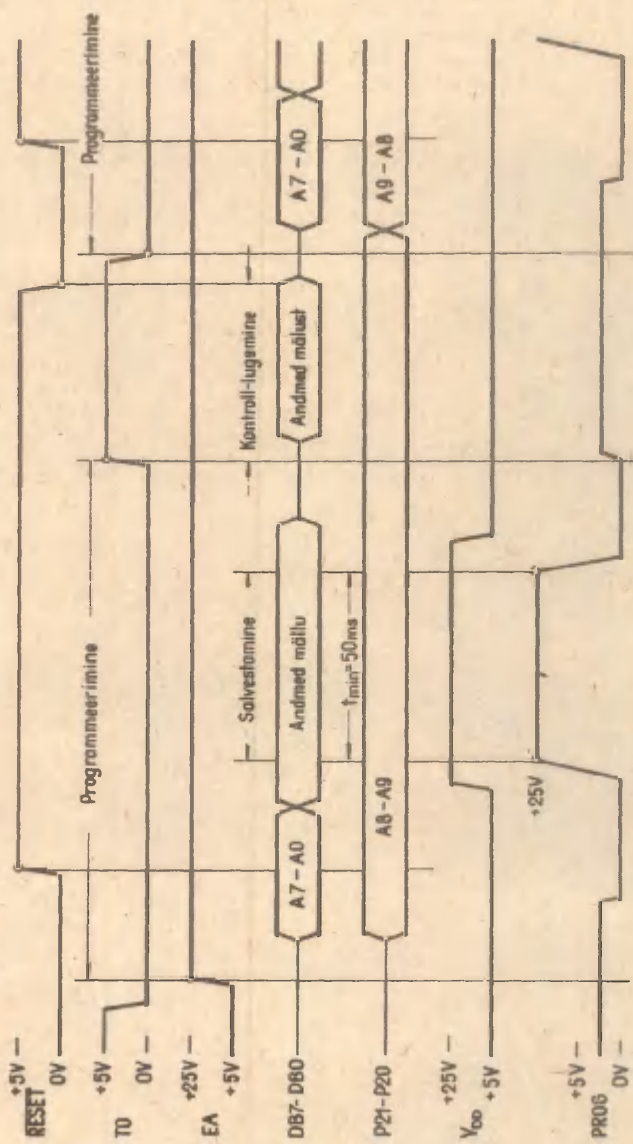 Programmeerimine
Programmeerimine
+5V
RESET
0V
+5V
T0
0V
Kontroll-lugemine
+25V
EA
+5V
Salvestamine
DB7-DB0
A7-A0
Andmed mällu
Andmed mälust
A7-A0
tmin=50ms
P21-P20
A8-A9
A9-A8
+25V
VDD
+5V
+25V
+5V
PROG
0V